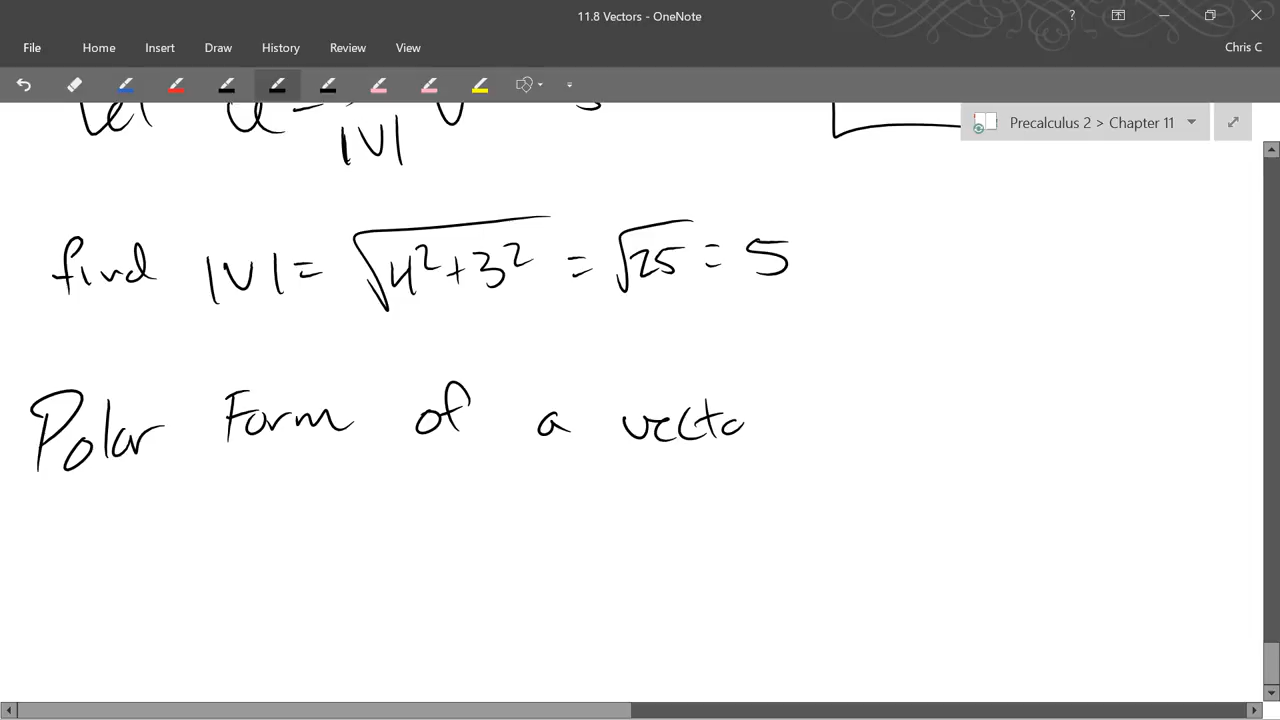 11.8 Vectors - OneNote
?
File Home Insert Draw History Review View
Chris C
Precalculus 2 > Chapter 11
Let u =
|V|
find |V| = √4²+3² = √25 = 5
Polar Form of a vecto